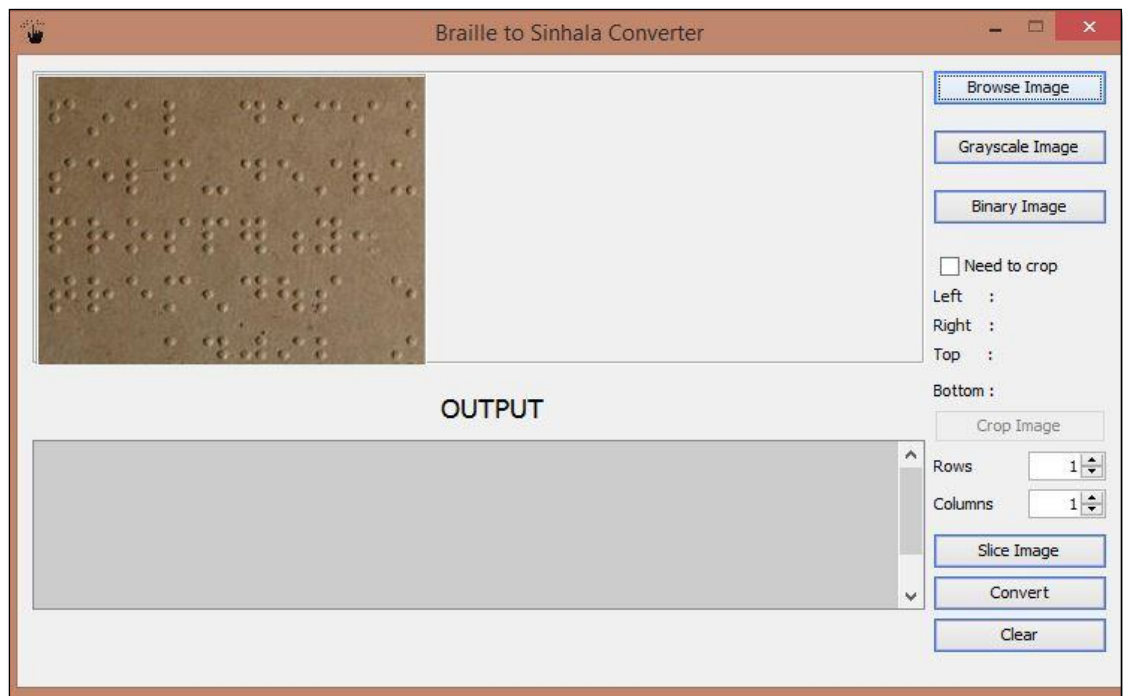 Braille to Sinhala Converter
Browse Image
Grayscale Image
Binary Image
Need to crop
Left :
Right :
Top :
Bottom :
OUTPUT
Crop Image
Rows 1
Columns 1
Slice Image
Convert
Clear